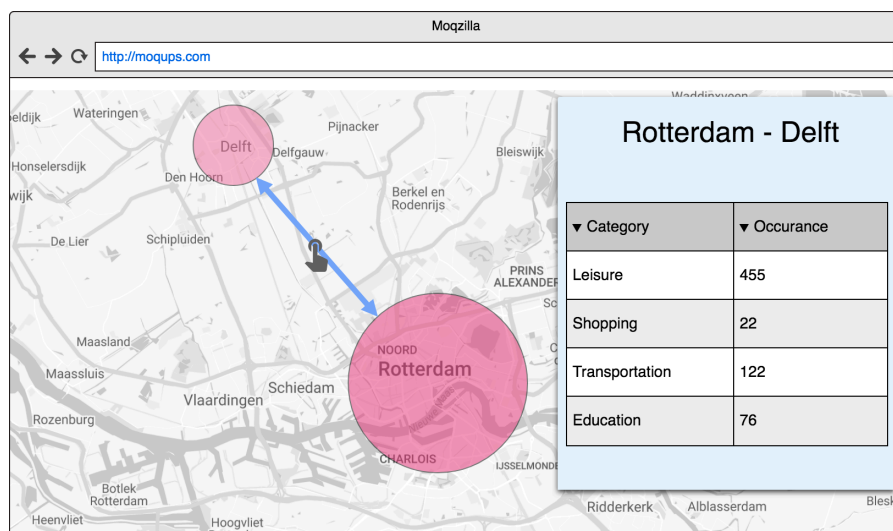 Moqzilla
http://moqups.com
Waddinxveen
Wateringen
Pijnacker
Delft
Delfgauw
Bleiswijk
Honselersdijk
Den Hoorn
Berkel en
Rodenrijs
De Lier
Schipluiden
PRINS
ALEXANDER
Maasland
NOORD
Rotterdam
Maassluis
Schiedam
Vlaardingen
Rozenburg
CHARLOIS
IJSSELMONDE
Botlek
Rotterdam
Ridderkerk
Alblasserdam
Heenvliet
Hoogvliet
Rotterdam - Delft
▼ Category ▼ Occurance
Leisure 455
Shopping 22
Transportation 122
Education 76